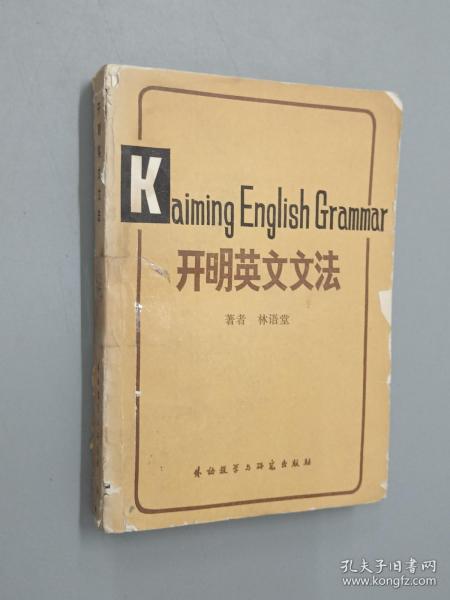 Kaiming English Grammar
开明英文文法
著者 林语堂
外语教学与研究出版社
孔夫子旧书网
www.kongfz.com